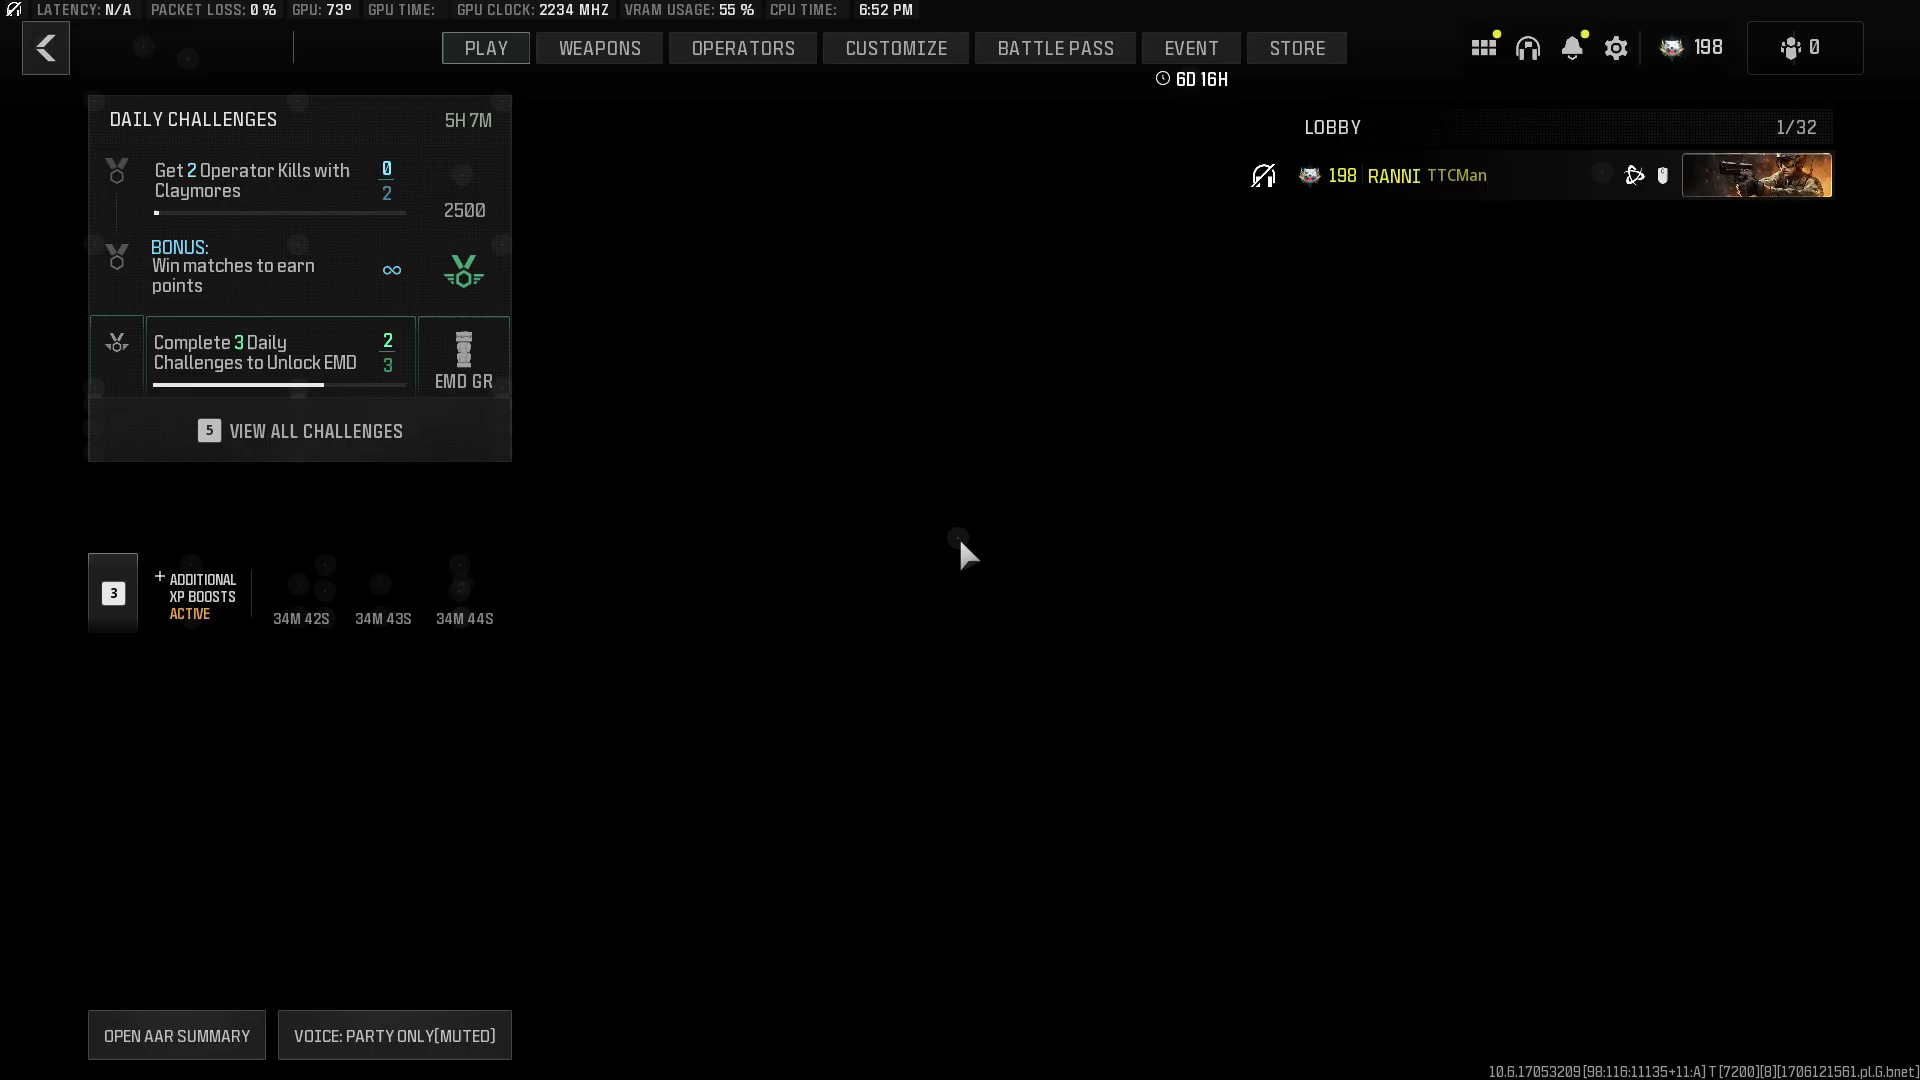 LATENCY: N/A PACKET LOSS: 0 % GPU: 73° GPU TIME: GPU CLOCK: 2234 MHZ VRAM USAGE: 55 % CPU TIME: 6:52 PM
PLAY WEAPONS OPERATORS CUSTOMIZE BATTLE PASS EVENT STORE 198 0
6D 16H
DAILY CHALLENGES 5H 7M
Get 2 Operator Kills with
Claymores
0
2
2500
BONUS:
Win matches to earn
points
∞
Complete 3 Daily
Challenges to Unlock EMD
2
3
EMD GR
5 VIEW ALL CHALLENGES
LOBBY 1/32
198 RANNI TTCMan
3
+ ADDITIONAL
XP BOOSTS
ACTIVE
34M 42S 34M 43S 34M 44S
OPEN AAR SUMMARY VOICE: PARTY ONLY[MUTED]
10.6.17053209 [98:116:11135+11:A] T [7200][8][1706121561.pl.G.bnet]